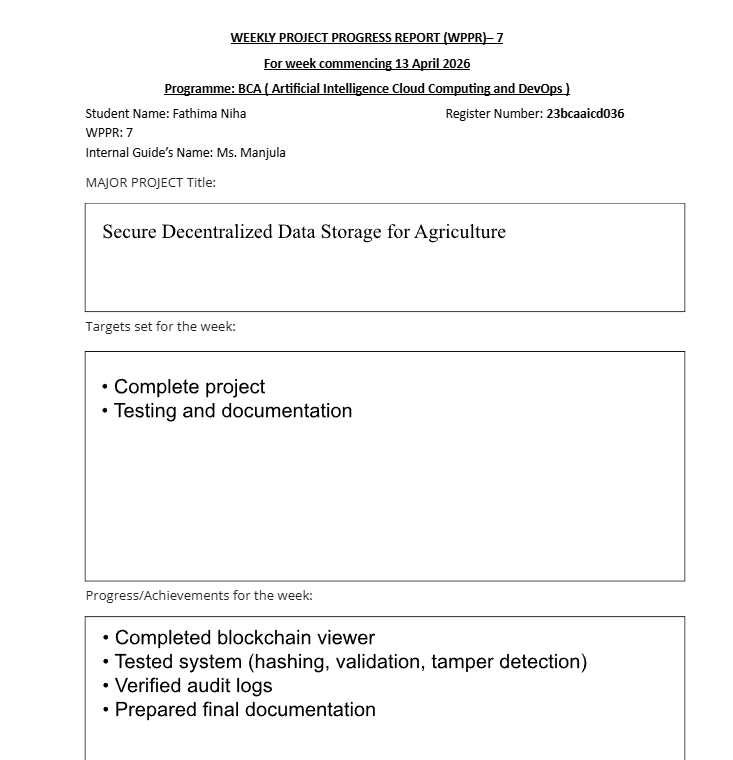 WEEKLY PROJECT PROGRESS REPORT (WPPR)– 7
For week commencing 13 April 2026
Programme: BCA ( Artificial Intelligence Cloud Computing and DevOps )
Student Name: Fathima Niha Register Number: 23bcaaicd036
WPPR: 7
Internal Guide’s Name: Ms. Manjula
MAJOR PROJECT Title:
Secure Decentralized Data Storage for Agriculture
Targets set for the week:
• Complete project
• Testing and documentation
Progress/Achievements for the week:
• Completed blockchain viewer
• Tested system (hashing, validation, tamper detection)
• Verified audit logs
• Prepared final documentation